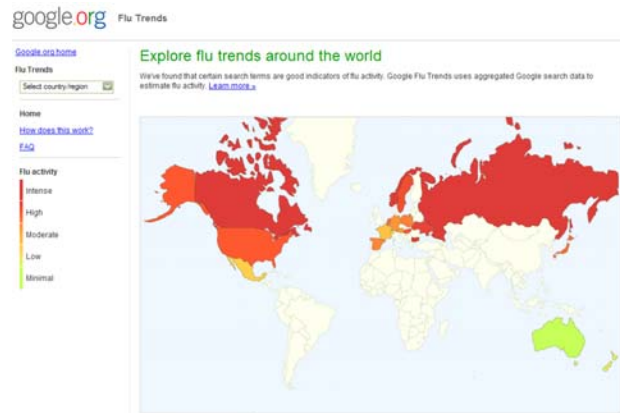 google.org Flu Trends
Google.org home
Flu Trends
Select country/region
Home
How does this work?
FAQ
Flu activity
Intense
High
Moderate
Low
Minimal
Explore flu trends around the world
We've found that certain search terms are good indicators of flu activity. Google Flu Trends uses aggregated Google search data to
estimate flu activity. Learn more »